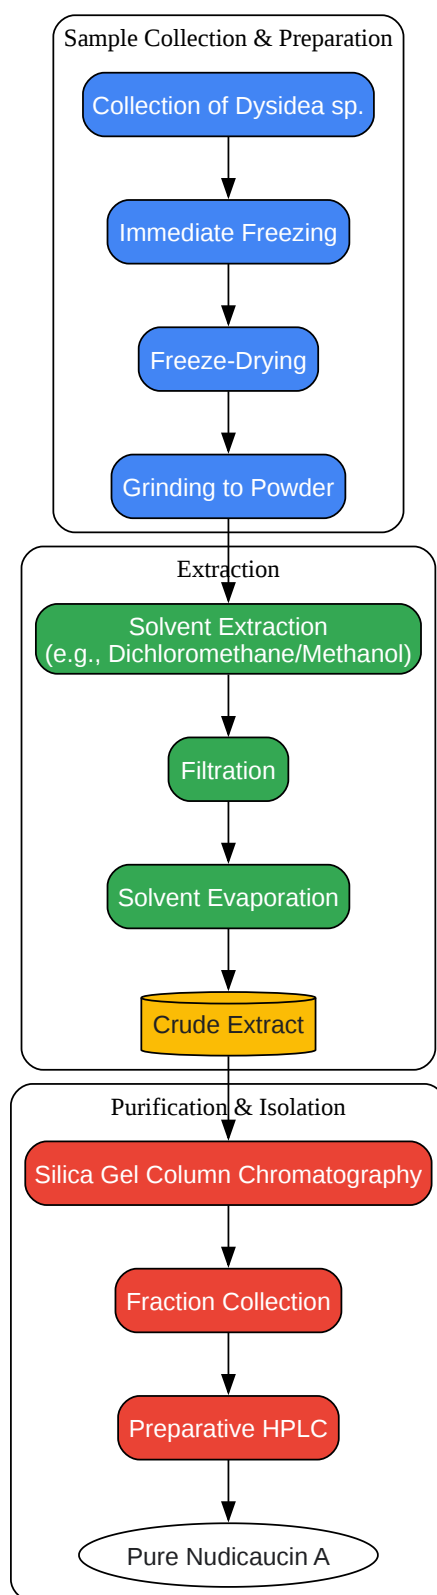 Sample Collection & Preparation
Collection of Dysidea sp.
Immediate Freezing
Freeze-Drying
Grinding to Powder
Extraction
Solvent Extraction
(e.g., Dichloromethane/Methanol)
Filtration
Solvent Evaporation
Crude Extract
Purification & Isolation
Silica Gel Column Chromatography
Fraction Collection
Preparative HPLC
Pure Nudicaucin A